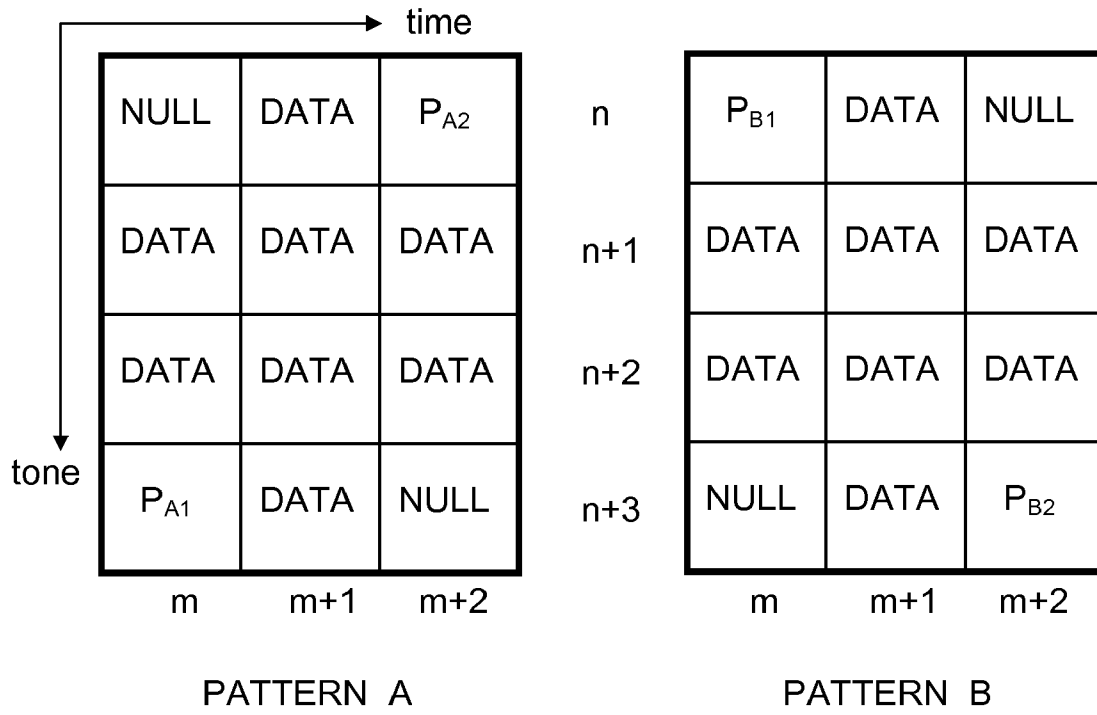 time
NULL DATA P_A2 n P_B1 DATA NULL
DATA DATA DATA n+1 DATA DATA DATA
DATA DATA DATA n+2 DATA DATA DATA
tone
P_A1 DATA NULL n+3 NULL DATA P_B2
m m+1 m+2 m m+1 m+2
PATTERN A PATTERN B